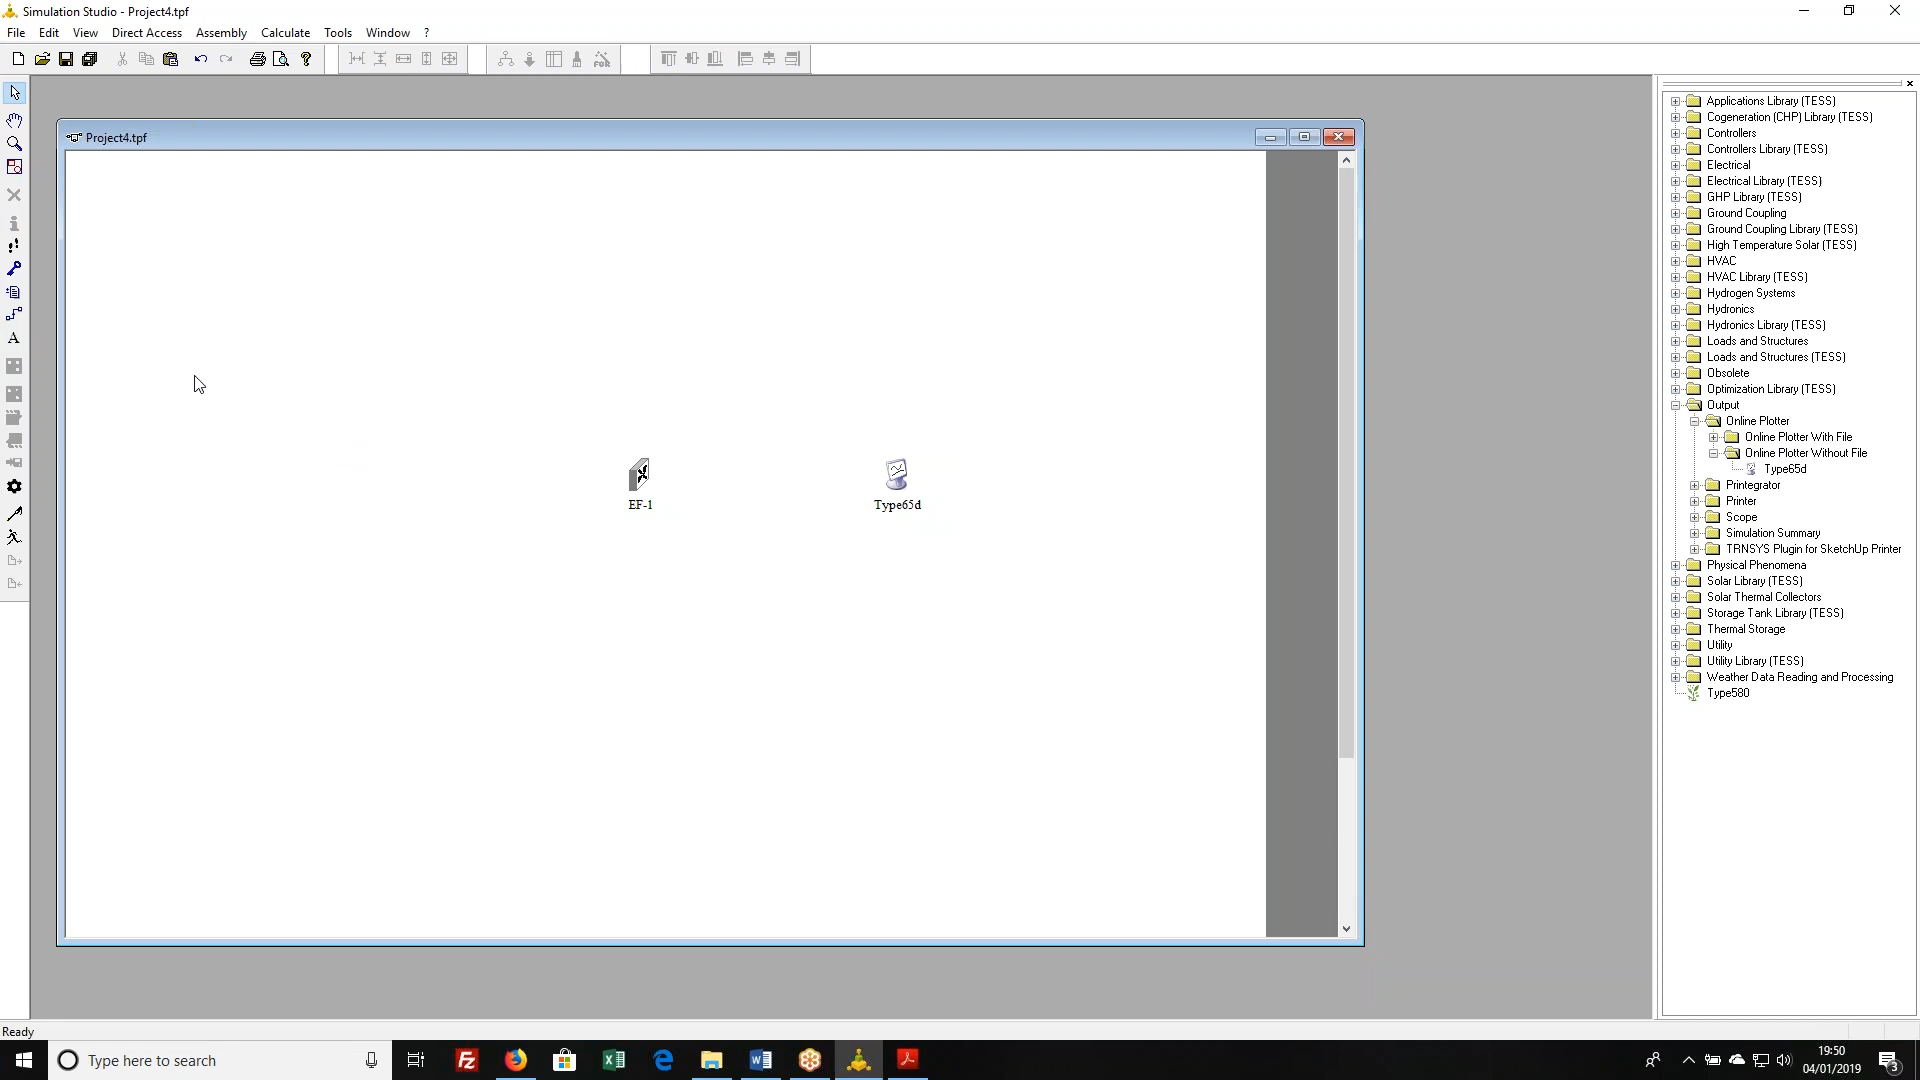 Simulation Studio - Project4.tpf
File Edit View Direct Access Assembly Calculate Tools Window ?
Project4.tpf
EF-1
Type65d
Applications Library (TESS)
Cogeneration (CHP) Library (TESS)
Controllers
Controllers Library (TESS)
Electrical
Electrical Library (TESS)
GHP Library (TESS)
Ground Coupling
Ground Coupling Library (TESS)
High Temperature Solar (TESS)
HVAC
HVAC Library (TESS)
Hydrogen Systems
Hydronics
Hydronics Library (TESS)
Loads and Structures
Loads and Structures (TESS)
Obsolete
Optimization Library (TESS)
Output
Online Plotter
Online Plotter With File
Online Plotter Without File
Type65d
Printegrator
Printer
Scope
Simulation Summary
TRNSYS Plugin for SketchUp Printer
Physical Phenomena
Solar Library (TESS)
Solar Thermal Collectors
Storage Tank Library (TESS)
Thermal Storage
Utility
Utility Library (TESS)
Weather Data Reading and Processing
Type580
Ready
Type here to search
19:50
04/01/2019
3